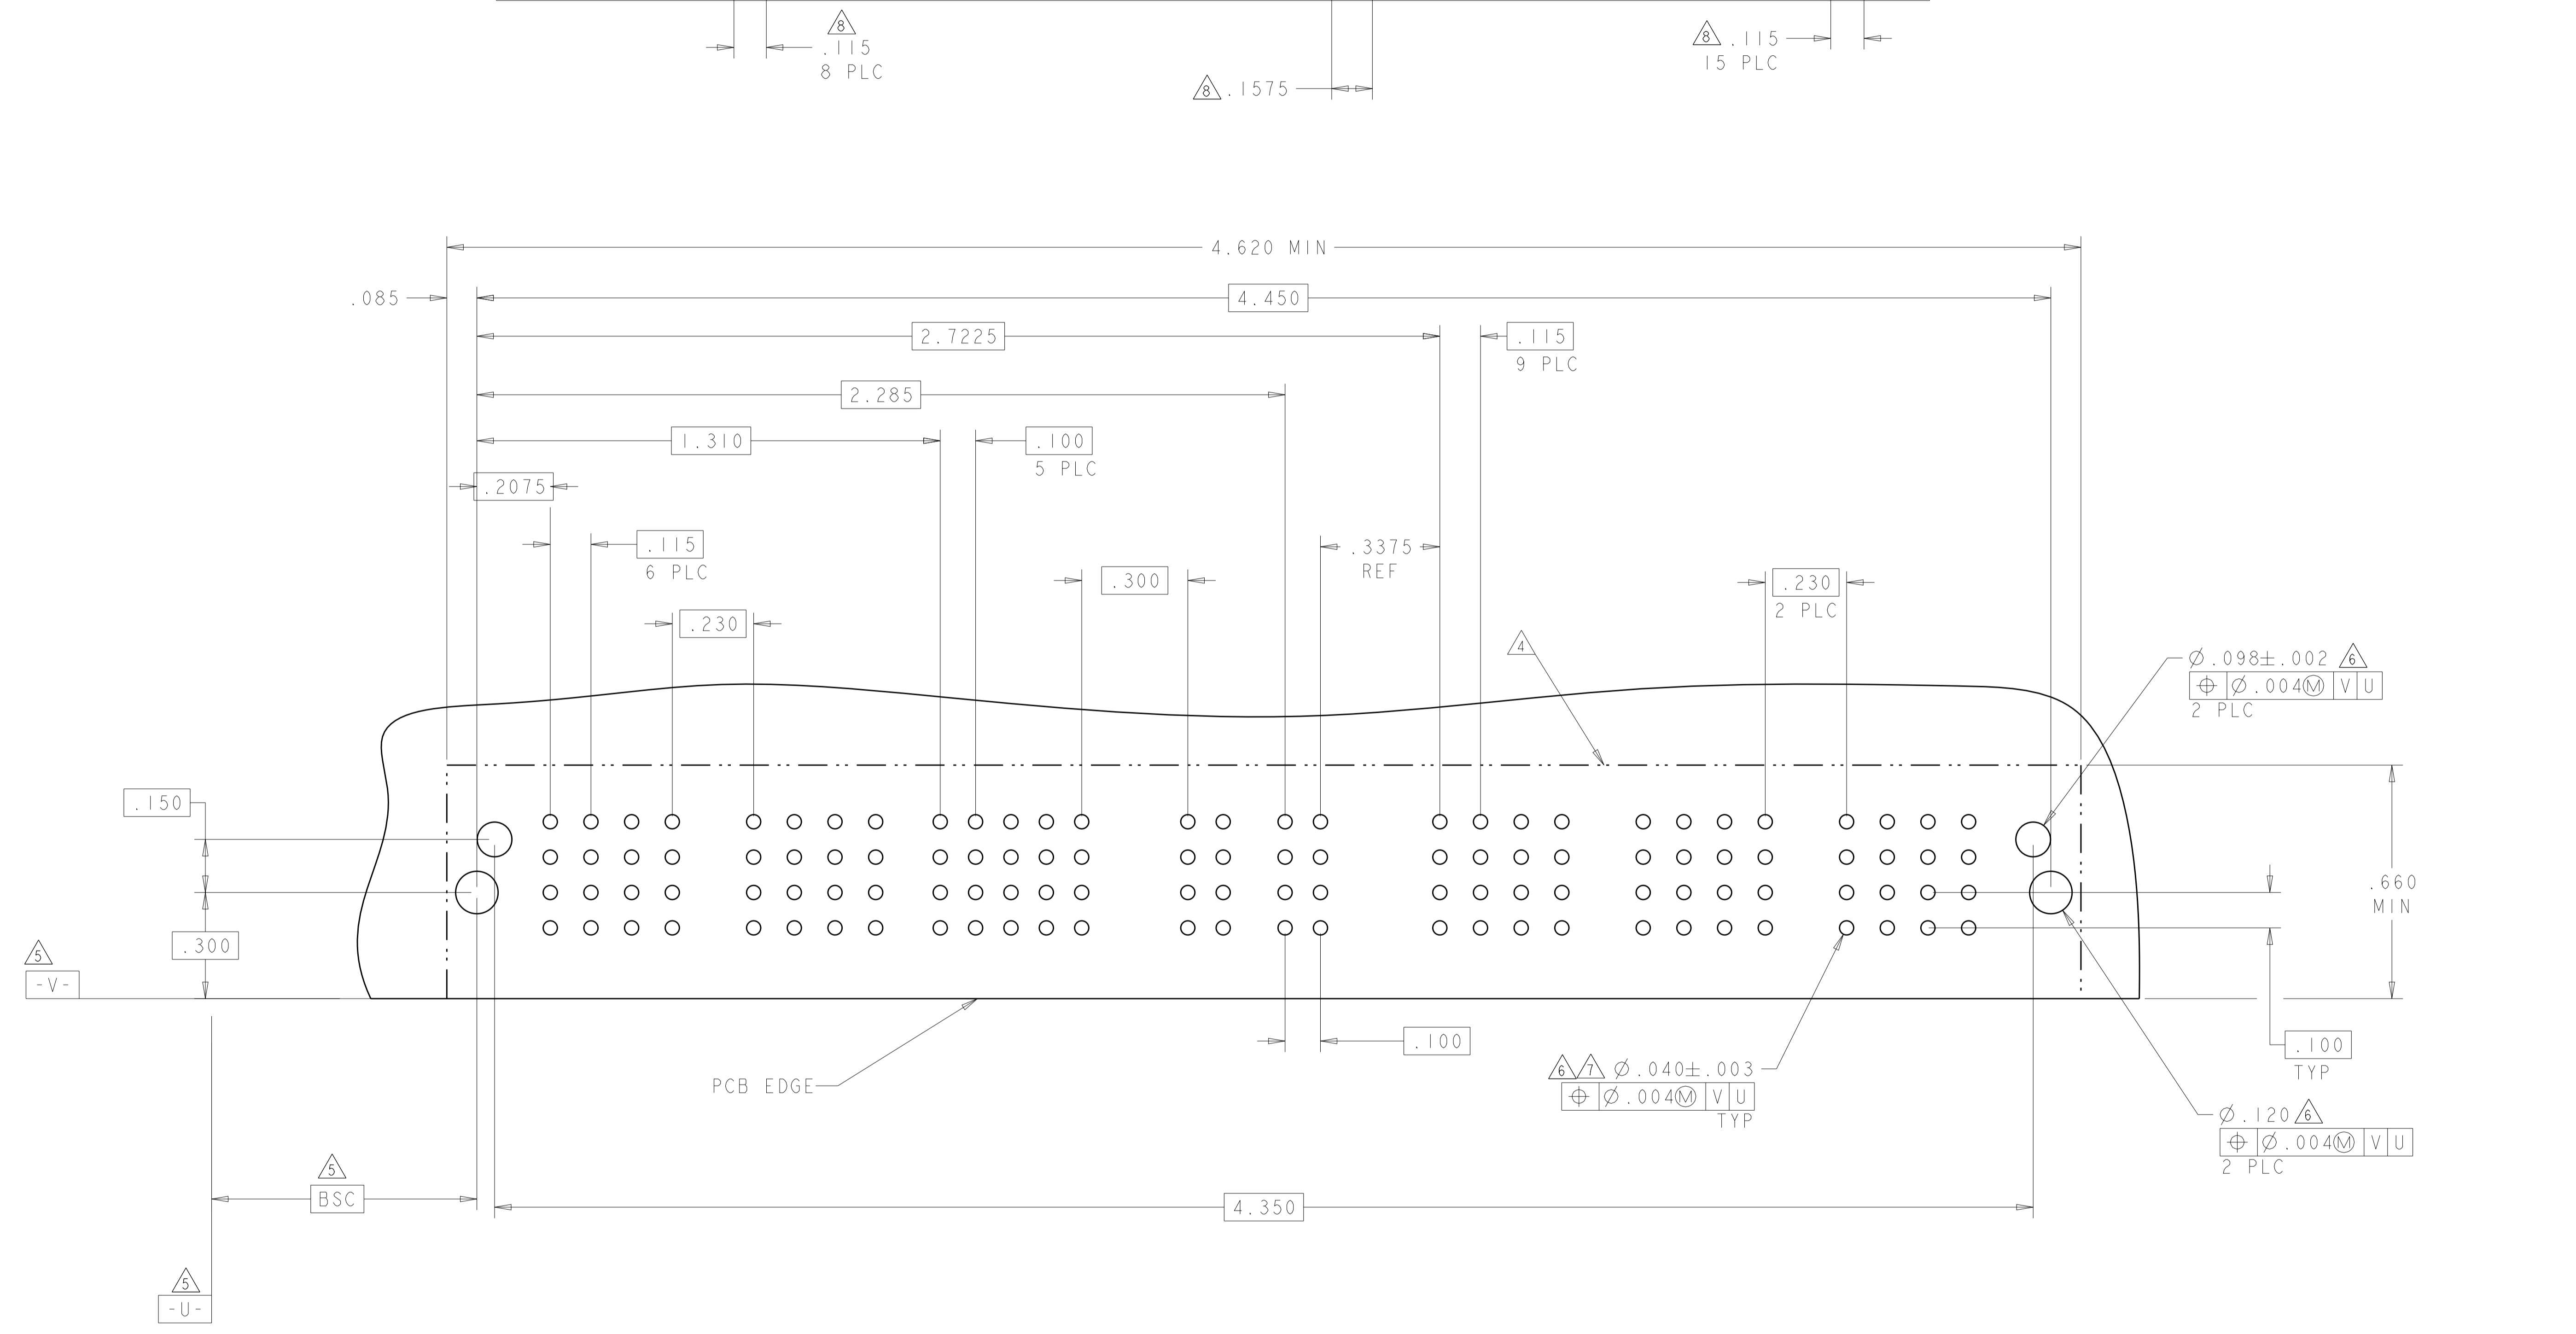 8
.115
8 PLC
8 .1575
8 .115
15 PLC
4.620 MIN
.085
4.450
2.7225
.115
9 PLC
2.285
1.310
.100
5 PLC
.2075
.115
6 PLC
.3375
REF
.300
.230
2 PLC
.230
4
Ø.098±.002 6
⌖ Ø.004Ⓜ V U
2 PLC
.150
.300
5
-V-
.660
MIN
.100
PCB EDGE
6 7 Ø.040±.003
⌖ Ø.004Ⓜ V U
TYP
.100
TYP
Ø.120 6
⌖ Ø.004Ⓜ V U
2 PLC
5
BSC
4.350
5
-U-